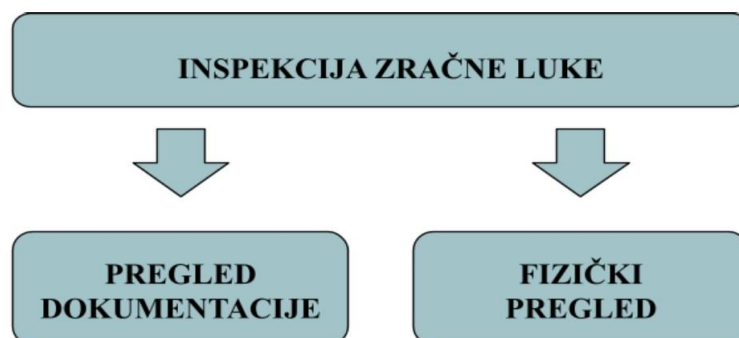 INSPEKCIJA ZRAČNE LUKE
PREGLED
DOKUMENTACIJE
FIZIČKI
PREGLED